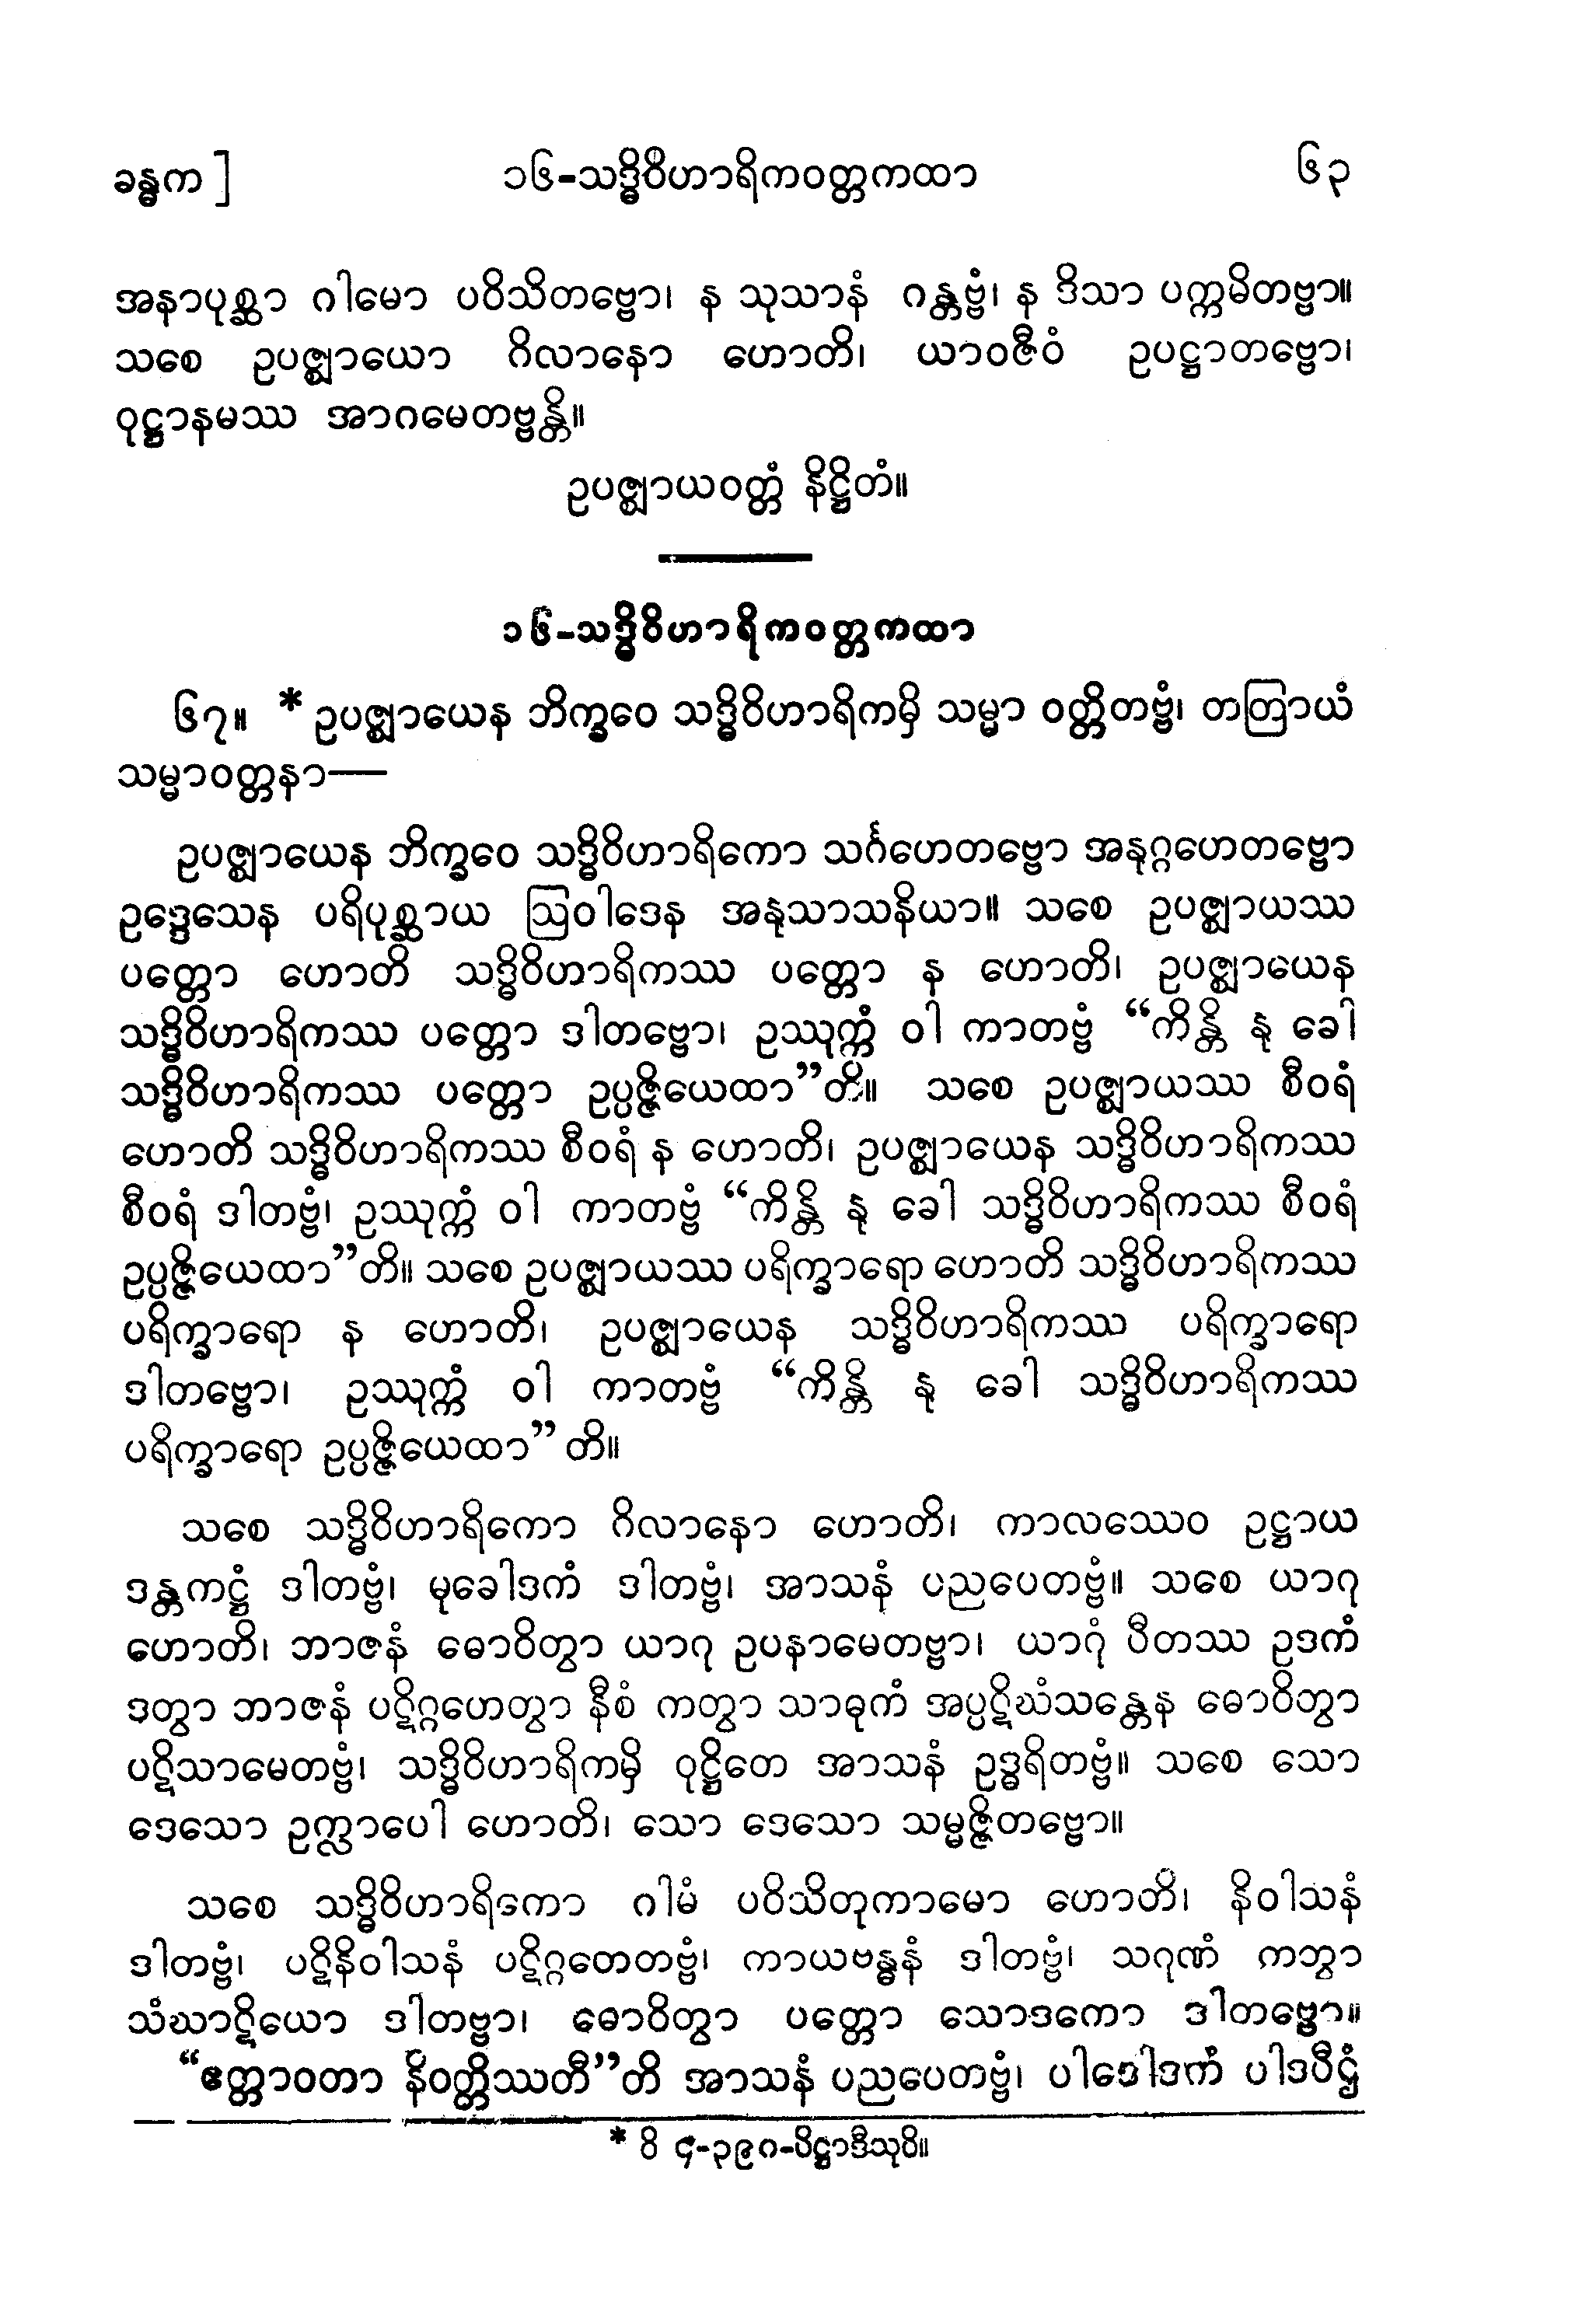 ခန္ဓက ] ၁၆-သဒ္ဓိဝိဟာရိကဝတ္တကထာ ၆၃
အနာပုစ္ဆာ ဂါမော ပဝိသိတဗ္ဗော၊ န သုသာနံ ဂန္တဗ္ဗံ၊ န ဒိသာ ပက္ကမိတဗ္ဗာ။
သစေ ဥပဇ္ဈာယော ဂိလာနော ဟောတိ၊ ယာဝဇီဝံ ဥပဋ္ဌာတဗ္ဗော၊
ဝုဋ္ဌာနမဿ အာဂမေတဗ္ဗန္တိ။
ဥပဇ္ဈာယဝတ္တံ နိဋ္ဌိတံ။
၁၆-သဒ္ဓိဝိဟာရိကဝတ္တကထာ
၆၇။ * ဥပဇ္ဈာယေန ဘိက္ခဝေ သဒ္ဓိဝိဟာရိကမှိ သမ္မာ ဝတ္တိတဗ္ဗံ၊ တတြာယံ
သမ္မာဝတ္တနာ—
ဥပဇ္ဈာယေန ဘိက္ခဝေ သဒ္ဓိဝိဟာရိကော သင်္ဂဟေတဗ္ဗော အနုဂ္ဂဟေတဗ္ဗော
ဥဒ္ဒေသေန ပရိပုစ္ဆာယ ဩဝါဒေန အနုသာသနိယာ။ သစေ ဥပဇ္ဈာယဿ
ပတ္တော ဟောတိ သဒ္ဓိဝိဟာရိကဿ ပတ္တော န ဟောတိ၊ ဥပဇ္ဈာယေန
သဒ္ဓိဝိဟာရိကဿ ပတ္တော ဒါတဗ္ဗော၊ ဥဿုက္ကံ ဝါ ကာတဗ္ဗံ “ကိန္တိ နု ခေါ
သဒ္ဓိဝိဟာရိကဿ ပတ္တော ဥပ္ပဇ္ဇိယေထာ”တိ။ သစေ ဥပဇ္ဈာယဿ စီဝရံ
ဟောတိ သဒ္ဓိဝိဟာရိကဿ စီဝရံ န ဟောတိ၊ ဥပဇ္ဈာယေန သဒ္ဓိဝိဟာရိကဿ
စီဝရံ ဒါတဗ္ဗံ၊ ဥဿုက္ကံ ဝါ ကာတဗ္ဗံ “ကိန္တိ နု ခေါ သဒ္ဓိဝိဟာရိကဿ စီဝရံ
ဥပ္ပဇ္ဇိယေထာ”တိ။ သစေ ဥပဇ္ဈာယဿ ပရိက္ခာရော ဟောတိ သဒ္ဓိဝိဟာရိကဿ
ပရိက္ခာရော န ဟောတိ၊ ဥပဇ္ဈာယေန သဒ္ဓိဝိဟာရိကဿ ပရိက္ခာရော
ဒါတဗ္ဗော၊ ဥဿုက္ကံ ဝါ ကာတဗ္ဗံ “ကိန္တိ နု ခေါ သဒ္ဓိဝိဟာရိကဿ
ပရိက္ခာရော ဥပ္ပဇ္ဇိယေထာ” တိ။
သစေ သဒ္ဓိဝိဟာရိကော ဂိလာနော ဟောတိ၊ ကာလဿေဝ ဥဋ္ဌာယ
ဒန္တကဋ္ဌံ ဒါတဗ္ဗံ၊ မုခေါဒကံ ဒါတဗ္ဗံ၊ အာသနံ ပညပေတဗ္ဗံ။ သစေ ယာဂု
ဟောတိ၊ ဘာဇနံ ဓောဝိတွာ ယာဂု ဥပနာမေတဗ္ဗာ၊ ယာဂုံ ပီတဿ ဥဒကံ
ဒတွာ ဘာဇနံ ပဋိဂ္ဂဟေတွာ နီစံ ကတွာ သာဓုကံ အပ္ပဋိဃံသန္တေန ဓောဝိတွာ
ပဋိသာမေတဗ္ဗံ၊ သဒ္ဓိဝိဟာရိကမှိ ဝုဋ္ဌိတေ အာသနံ ဥဒ္ဓရိတဗ္ဗံ။ သစေ သော
ဒေသော ဥက္လာပေါ ဟောတိ၊ သော ဒေသော သမ္မဇ္ဇိတဗ္ဗော။
သစေ သဒ္ဓိဝိဟာရိကော ဂါမံ ပဝိသိတုကာမော ဟောတိ၊ နိဝါသနံ
ဒါတဗ္ဗံ၊ ပဋိနိဝါသနံ ပဋိဂ္ဂတေတဗ္ဗံ၊ ကာယဗန္ဓနံ ဒါတဗ္ဗံ၊ သဂုဏံ ကတွာ
သံဃာဋိယော ဒါတဗ္ဗာ၊ ဓောဝိတွာ ပတ္တော သောဒကော ဒါတဗ္ဗော။
“ဧတ္တာဝတာ နိဝတ္တိဿတီ”တိ အာသနံ ပညပေတဗ္ဗံ၊ ပါဒေါဒကံ ပါဒပီဌံ
* ဝိ ၄-၃၉၈-ပိဋ္ဌာဒီသုပိ။